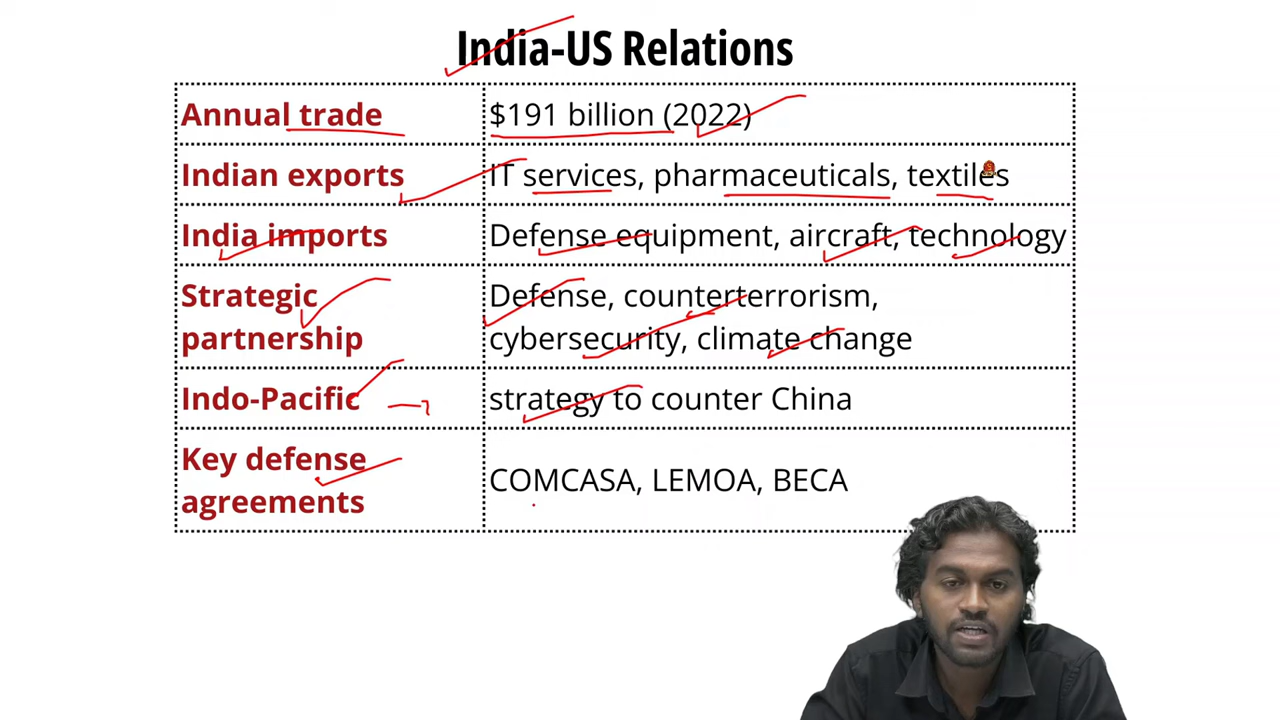 India-US Relations
Annual trade $191 billion (2022)
Indian exports IT services, pharmaceuticals, textiles
India imports Defense equipment, aircraft, technology
Strategic Defense, counterterrorism,
partnership cybersecurity, climate change
Indo-Pacific strategy to counter China
Key defense
agreements COMCASA, LEMOA, BECA